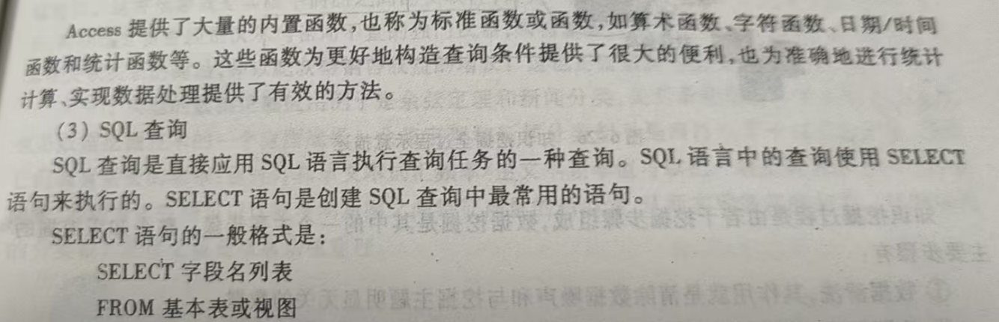 Access 提供了大量的内置函数,也称为标准函数或函数,如算术函数、字符函数、日期/时间
函数和统计函数等。这些函数为更好地构造查询条件提供了很大的便利,也为准确地进行统计
计算、实现数据处理提供了有效的方法。
(3) SQL 查询
SQL 查询是直接应用 SQL 语言执行查询任务的一种查询。SQL 语言中的查询使用 SELECT
语句来执行的。SELECT 语句是创建 SQL 查询中最常用的语句。
SELECT 语句的一般格式是:
SELECT 字段名列表
FROM 基本表或视图